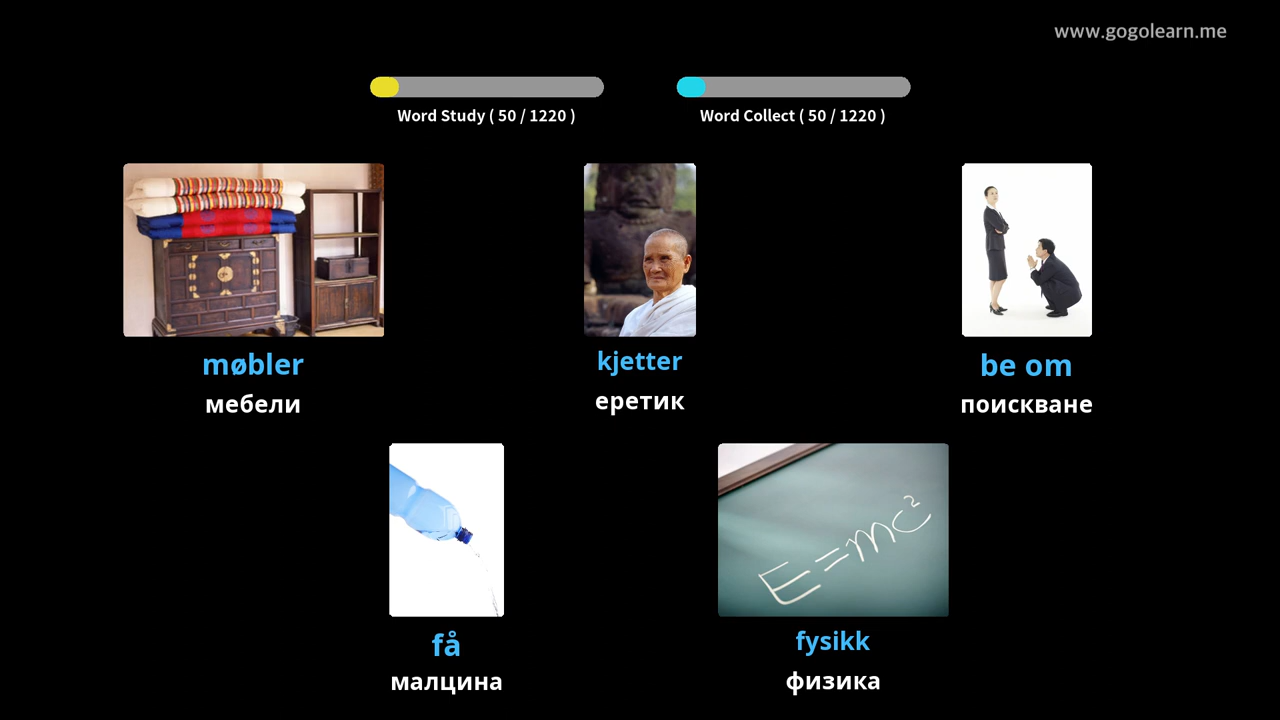 www.gogolearn.me
Word Study ( 50 / 1220 )
Word Collect ( 50 / 1220 )
møbler
мебели
kjetter
еретик
be om
поискване
få
малцина
E=mc²
fysikk
физика